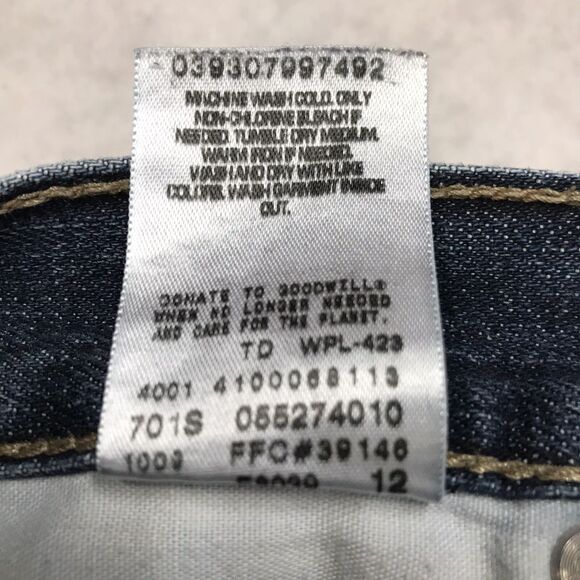 039307997492
MACHINE WASH COLD. ONLY
NON-CHLORINE BLEACH IF
NEEDED. TUMBLE DRY MEDIUM.
WARM IRON IF NEEDED.
WASH AND DRY WITH LIKE
COLORS. WASH GARMENT INSIDE
OUT.
DONATE TO GOODWILL®
WHEN NO LONGER NEEDED
AND CARE FOR THE PLANET.
TD WPL-423
4001 4100068113
701S 055274010
1003 FFC#39146
12